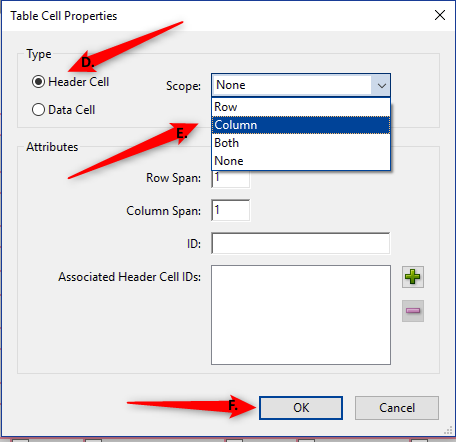 Table Cell Properties
Type
D.
Header Cell
Scope: None
Data Cell
Row
E.
Column
Both
None
Attributes
Row Span: 1
Column Span: 1
ID:
Associated Header Cell IDs:
F.
OK
Cancel